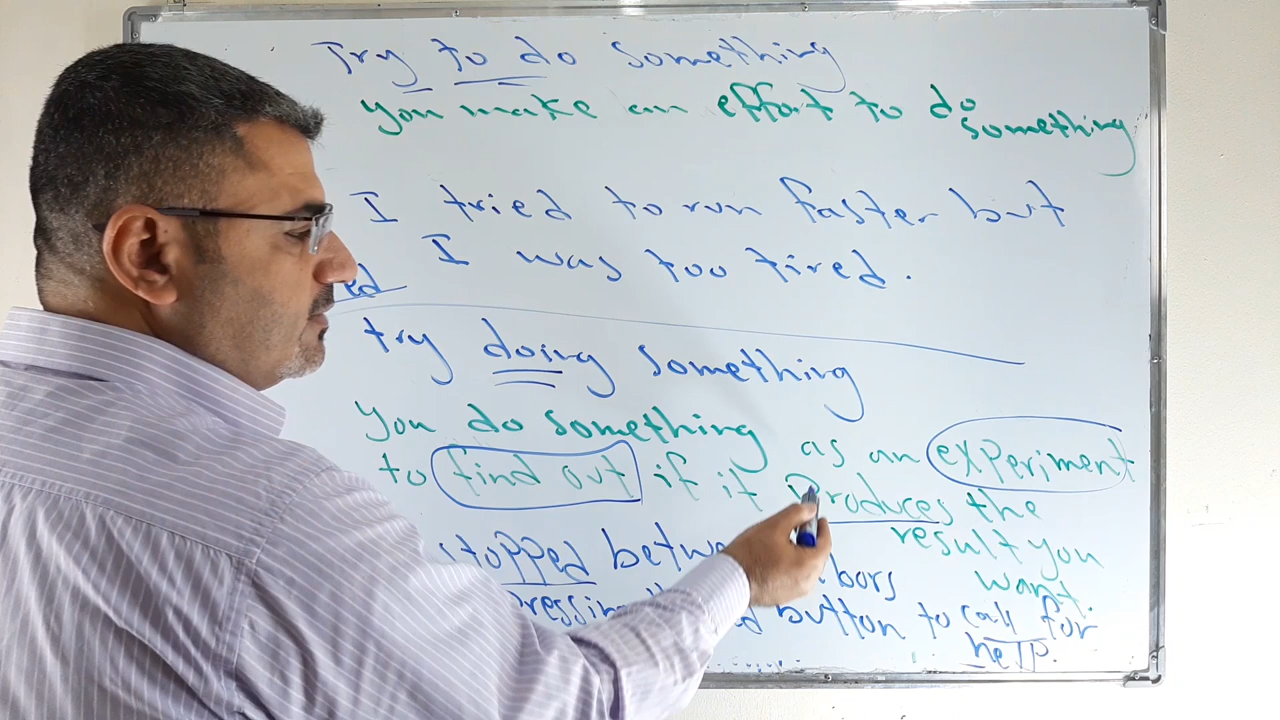 Try to do something
you make an effort to do something
I tried to run faster but
I was too tired.
ed
try doing something
You do something as an experiment
to find out if it produces the
result you
want.
stopped
button to call for
help.